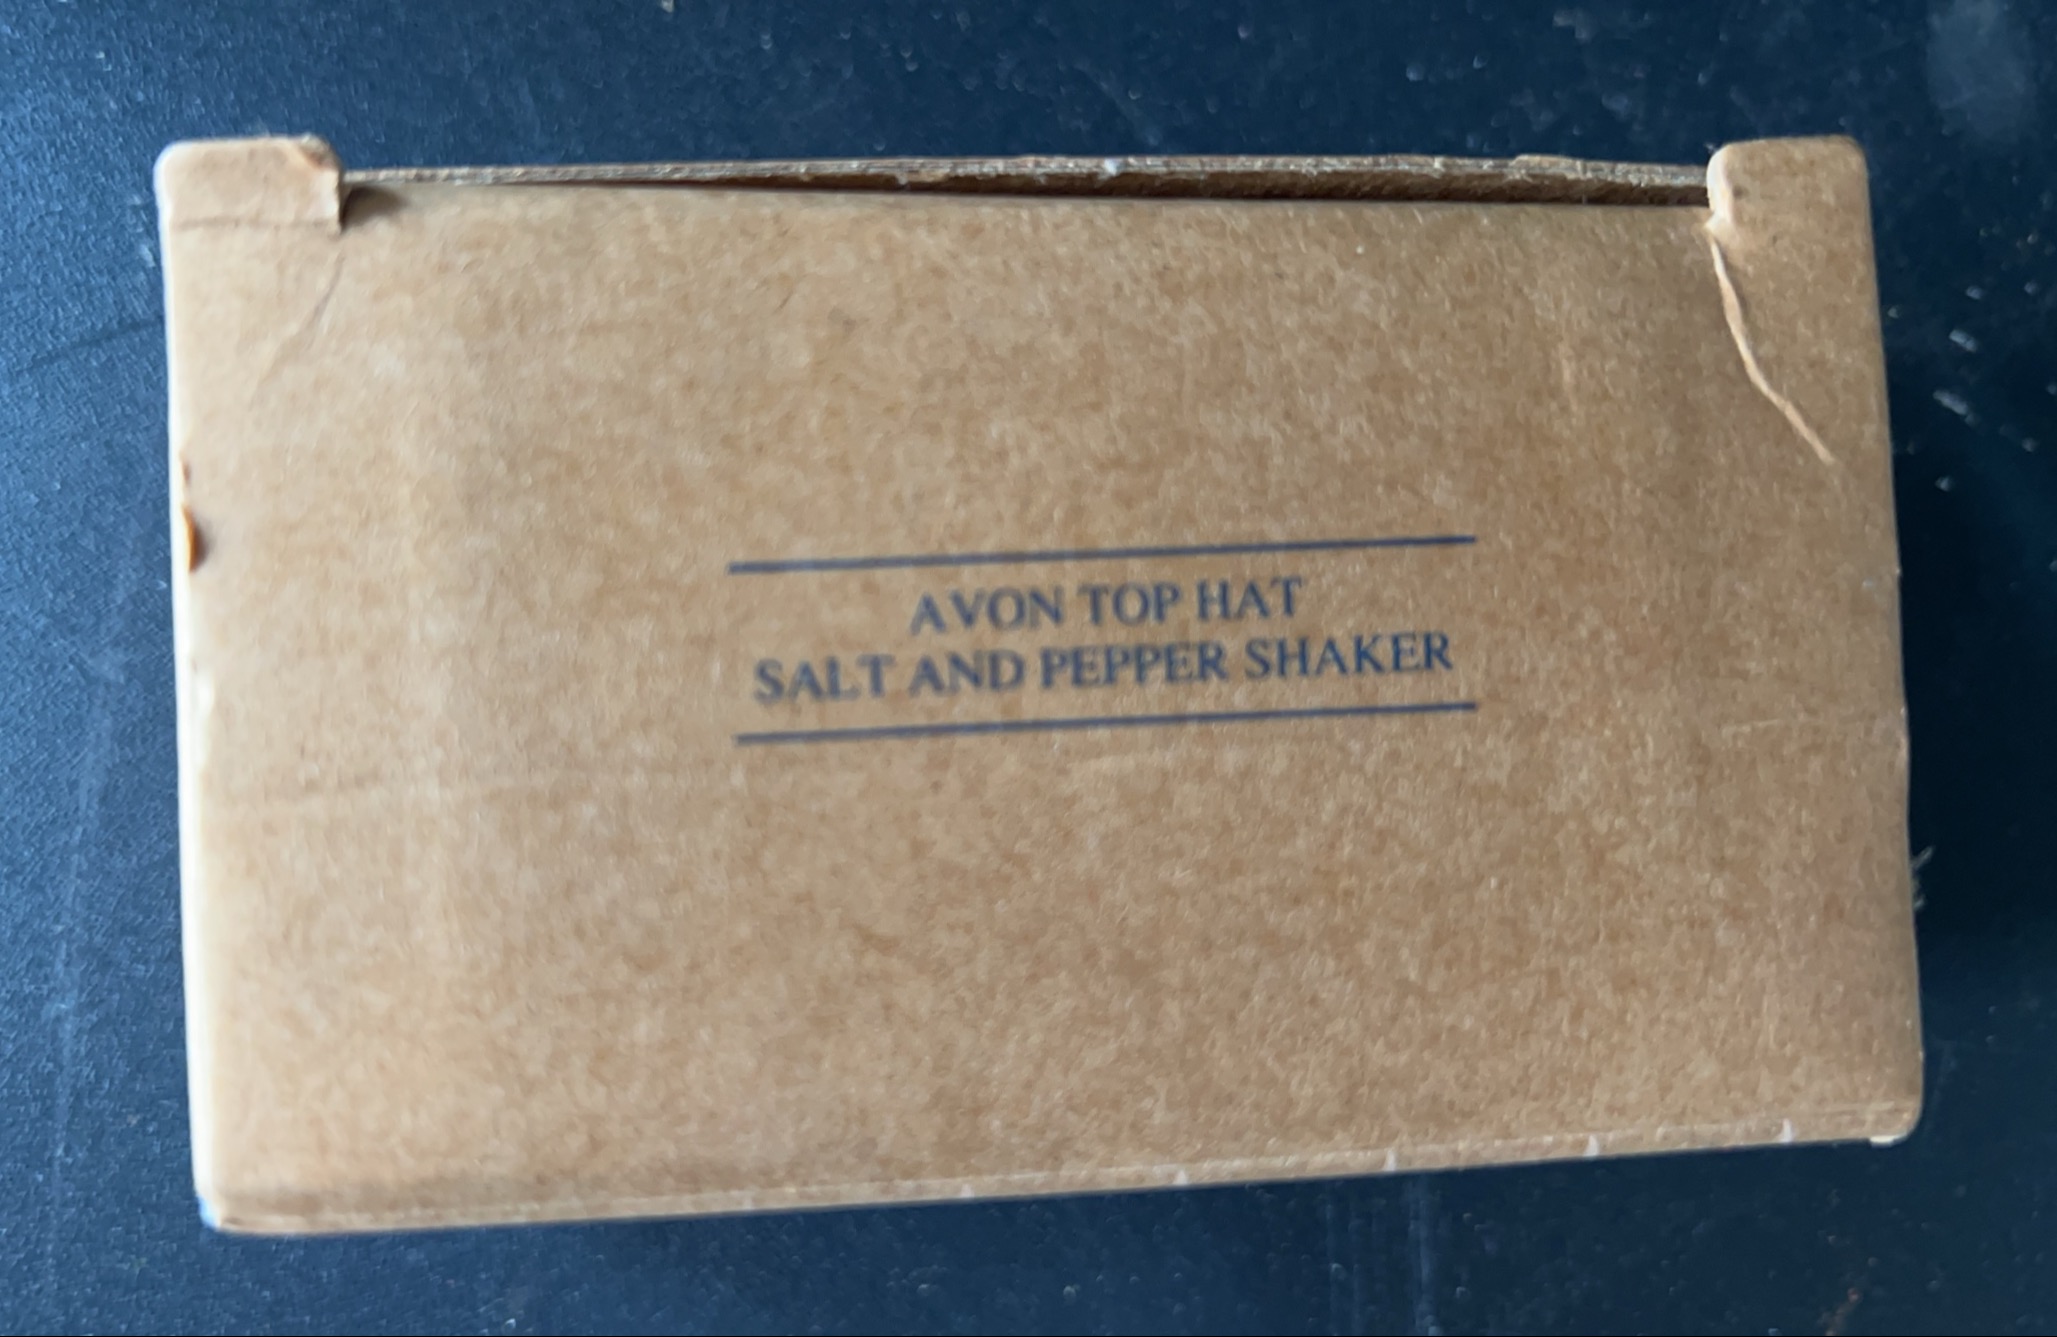 AVON TOP HAT
SALT AND PEPPER SHAKER